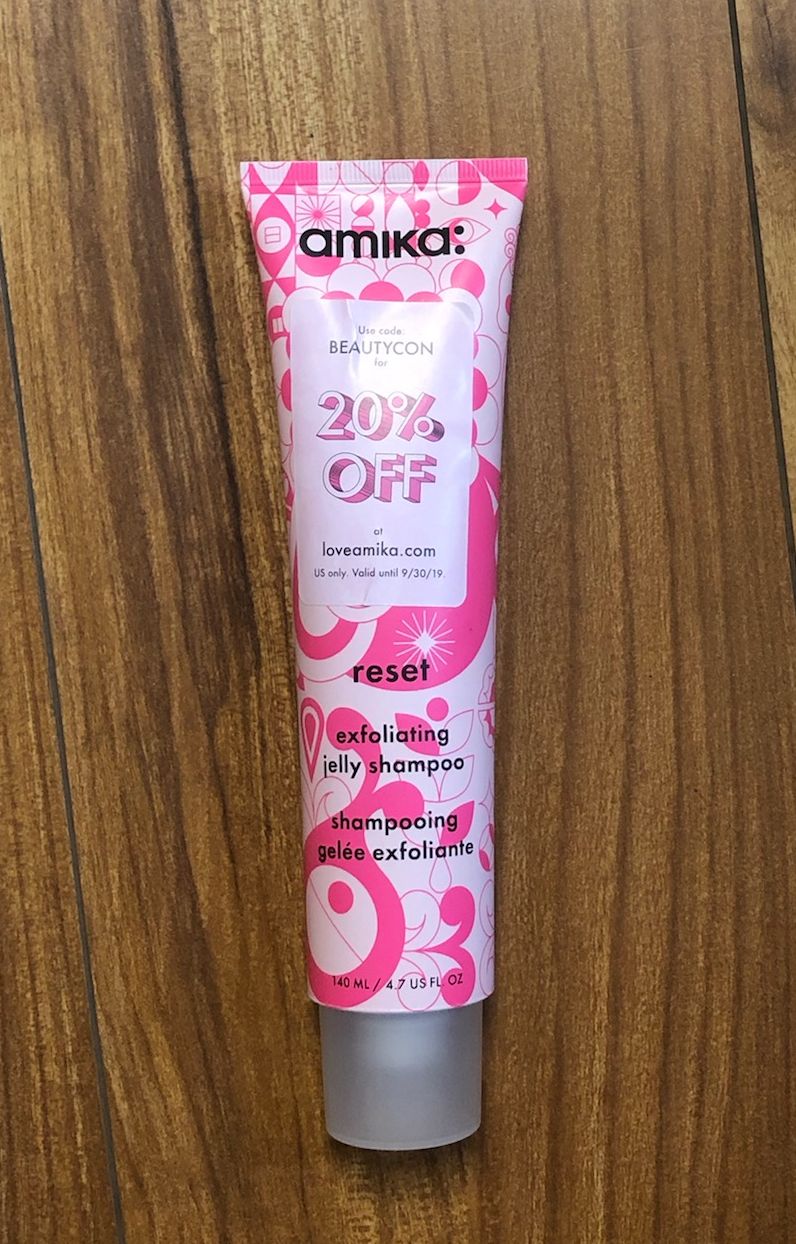 amika:
Use code:
BEAUTYCON
for
20%
OFF
at
loveamika.com
US only. Valid until 9/30/19.
reset
exfoliating
jelly shampoo
shampooing
gelée exfoliante
140 ML / 4.7 US FL. OZ